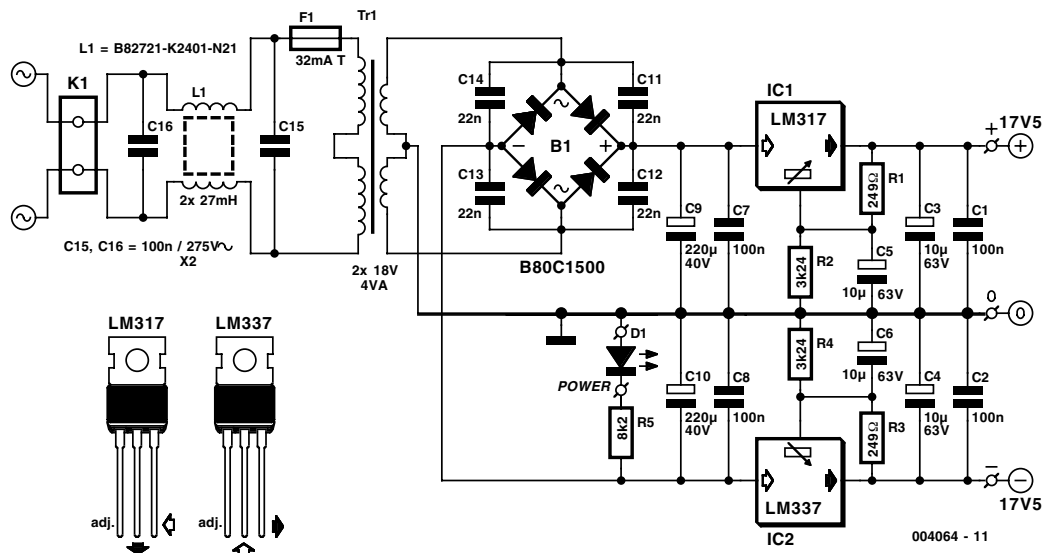 L1 = B82721-K2401-N21
K1
C16
L1
2x 27mH
C15
F1
32mA T
Tr1
C15, C16 = 100n / 275V~
X2
2x 18V
4VA
C14
22n
C11
22n
B1
~
~
−
+
C13
22n
C12
22n
B80C1500
IC1
LM317
C9
220µ
40V
C7
100n
R1
249Ω
R2
3k24
C5
10µ
63V
C3
10µ
63V
C1
100n
+
17V5
+
0
0
D1
POWER
R5
8k2
C10
220µ
40V
C8
100n
R4
3k24
C6
10µ
63V
R3
249Ω
C4
10µ
63V
C2
100n
LM337
IC2
−
−
17V5
LM317
LM337
adj.
adj.
004064 - 11